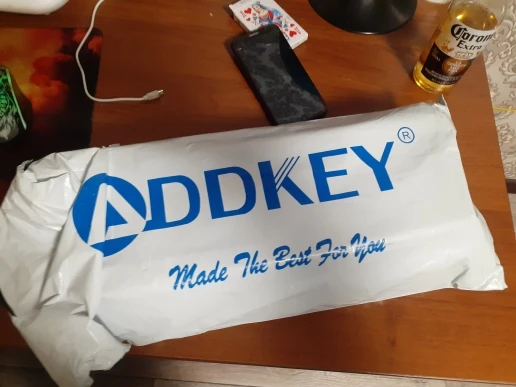 Corona
Extra
ADDKEY®
Made The Best For You